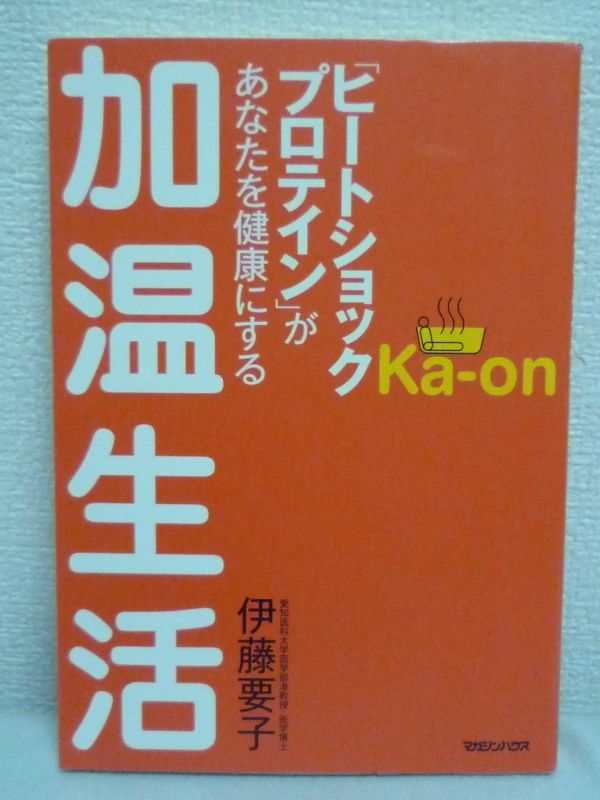 「ヒートショック
プロテイン」が
あなたを健康にする
加温生活
Ka-on
愛知医科大学医学部准教授・医学博士
伊藤要子
マガジンハウス